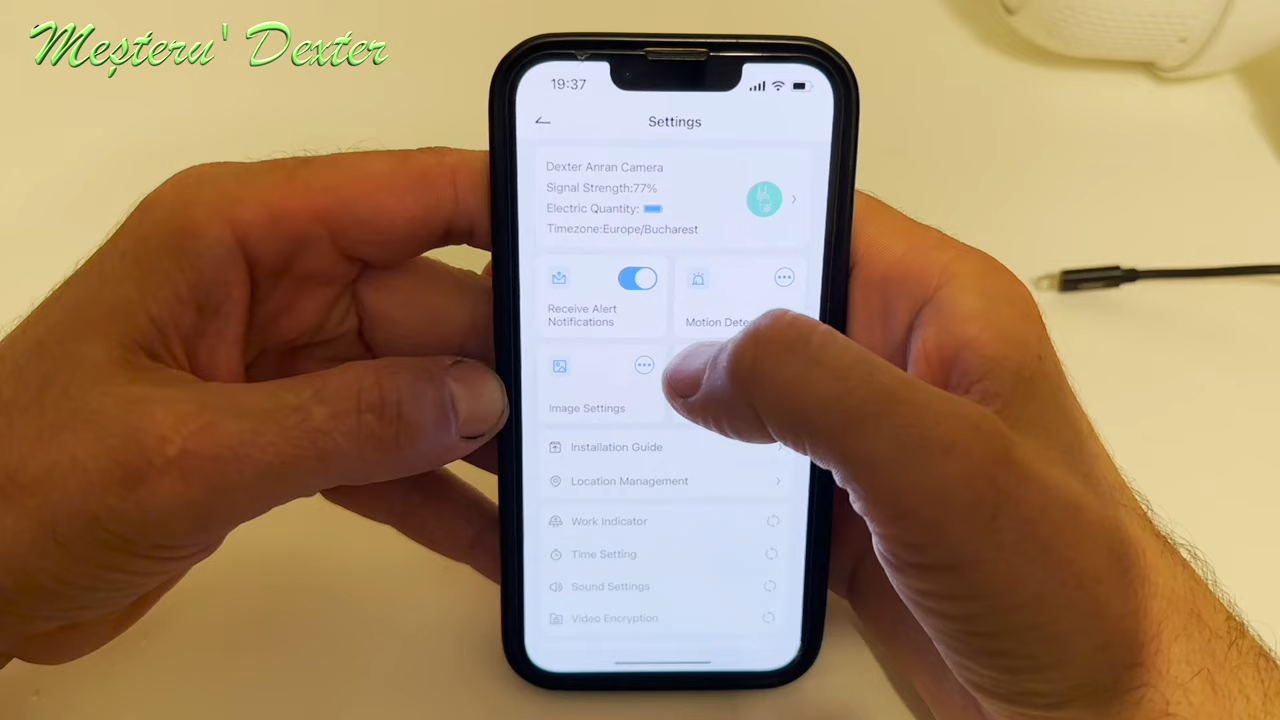 Meșteru' Dexter
19:37
Settings
Dexter Anran Camera
Signal Strength:77%
Electric Quantity:
Timezone:Europe/Bucharest
Receive Alert
Notifications
Motion
Image Settings
Installation Guide
Location Management
Work Indicator
Time Setting
Sound Settings
Video Encryption